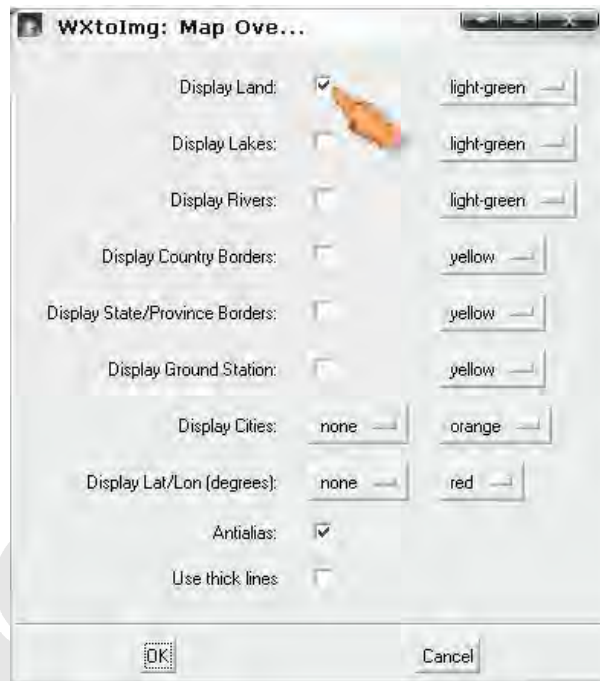 WXtoImg: Map Ove...
Display Land: light-green
Display Lakes: light-green
Display Rivers: light-green
Display Country Borders: yellow
Display State/Province Borders: yellow
Display Ground Station: yellow
Display Cities: none orange
Display Lat/Lon (degrees): none red
Antialias:
Use thick lines
OK Cancel